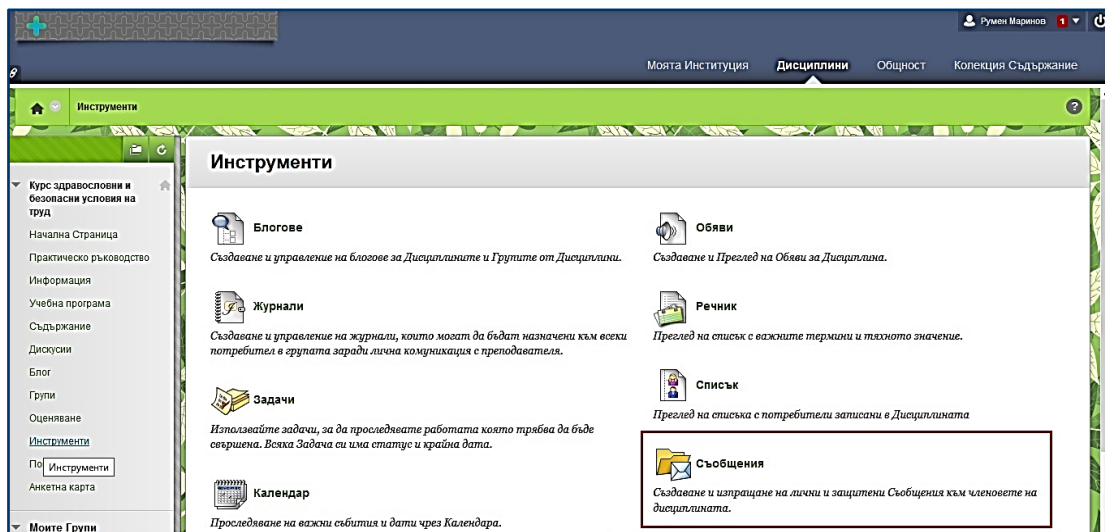 Румен Маринов 1
Моята Институция Дисциплини Общност Колекция Съдържание
Инструменти
?
Инструменти
Курс здравословни и
безопасни условия на
труд
Начална Страница
Практическо ръководство
Информация
Учебна програма
Съдържание
Дискусии
Блог
Групи
Оценяване
Инструменти
По
Инструменти
Анкетна карта
Моите Групи
Блогове
Създаване и управление на блогове за Дисциплините и Групите от Дисциплини.
Журнали
Създаване и управление на журнали, които могат да бъдат назначени към всеки
потребител в групата заради лична комуникация с преподавателя.
Задачи
Използвайте задачи, за да проследявате работата която трябва да бъде
свършена. Всяка Задача си има статус и крайна дата.
Календар
Проследяване на важни събития и дати чрез Календара.
Обяви
Създаване и Преглед на Обяви за Дисциплина.
Речник
Преглед на списък с важните термини и тяхното значение.
Списък
Преглед на списъка с потребители записани в Дисциплината
Съобщения
Създаване и изпращане на лични и защитени Съобщения към членовете на
дисциплината.